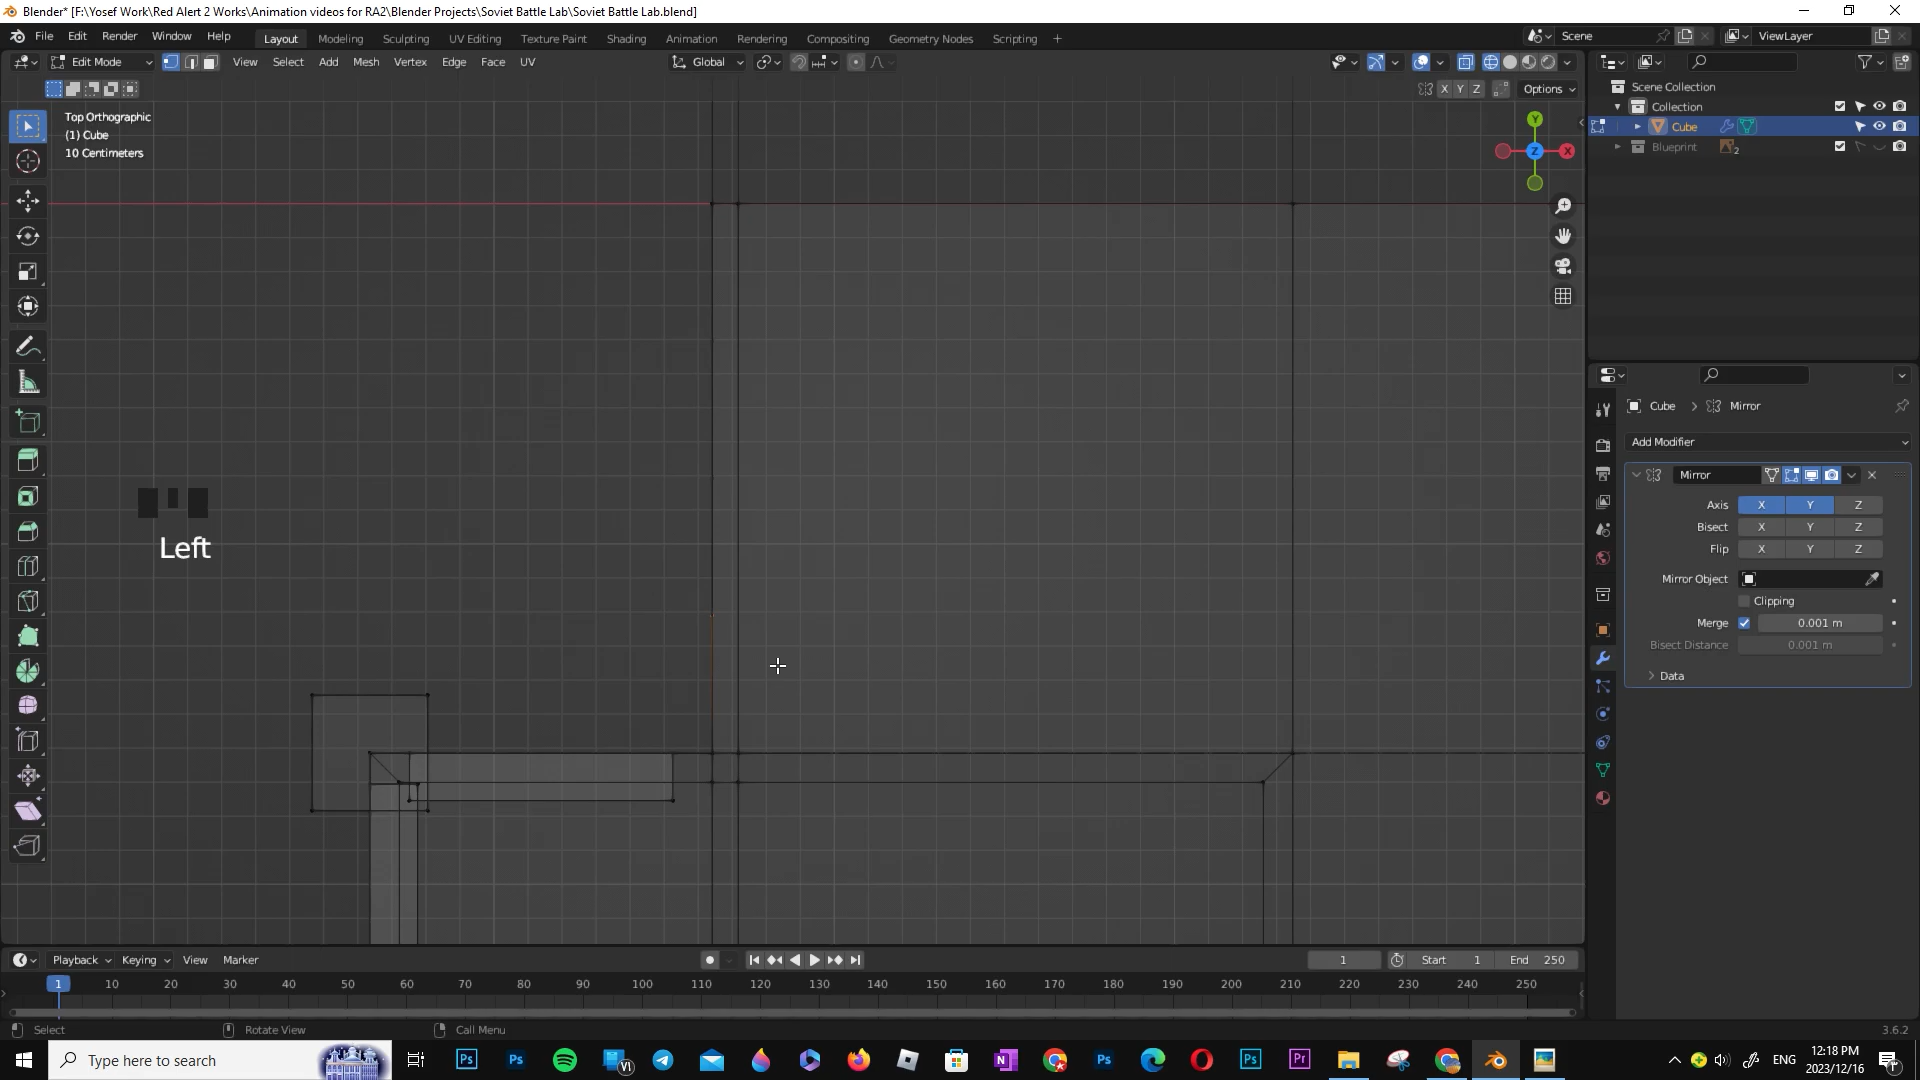 Blender* [F:\Yosef Work\Red Alert 2 Works\Animation videos for RA2\Blender Projects\Soviet Battle Lab\Soviet Battle Lab.blend]
File Edit Render Window Help Layout Modeling Sculpting UV Editing Texture Paint Shading Animation Rendering Compositing Geometry Nodes Scripting +
Scene ViewLayer
Edit Mode View Select Add Mesh Vertex Edge Face UV Global
X Y Z Options
Top Orthographic
(1) Cube
10 Centimeters
Y
Z X
Scene Collection
Collection
Cube
Blueprint 2
Left
Cube > Mirror
Add Modifier
Mirror
Axis X Y Z
Bisect X Y Z
Flip X Y Z
Mirror Object
Clipping
Merge 0.001 m
Bisect Distance 0.001 m
Data
Playback Keying View Marker 1 Start 1 End 250
1 10 20 30 40 50 60 70 80 90 100 110 120 130 140 150 160 170 180 190 200 210 220 230 240 250
Select Rotate View Call Menu 3.6.2
Type here to search
ENG
12:18 PM
2023/12/16